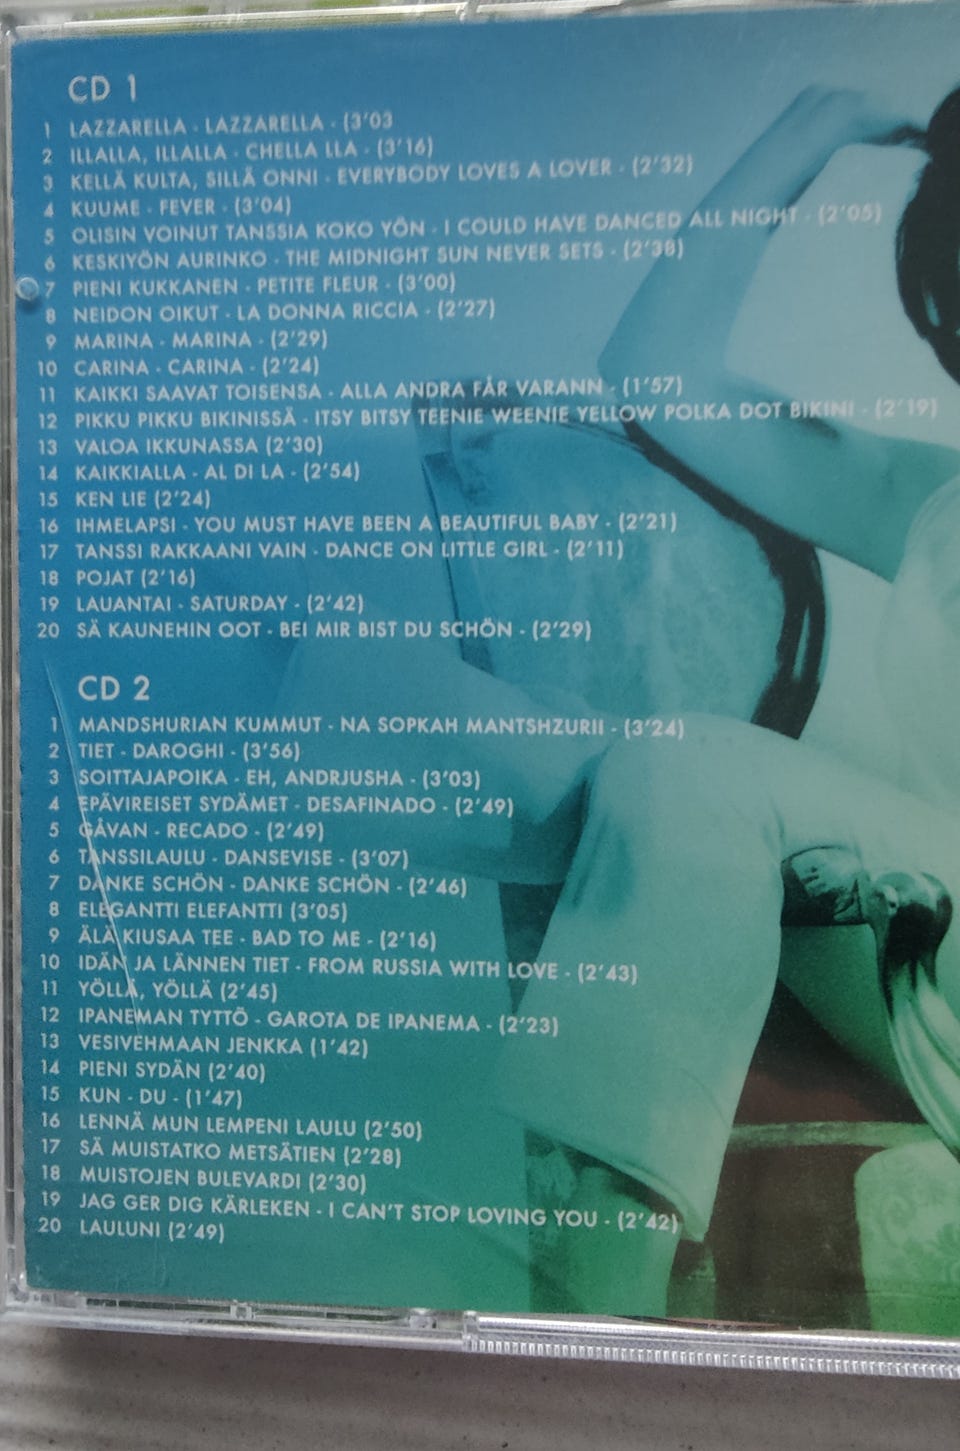 CD 1
1 LAZZARELLA - LAZZARELLA - (3'03
2 ILLALLA, ILLALLA - CHELLA LLA - (3'16)
3 KELLÄ KULTA, SILLÄ ONNI - EVERYBODY LOVES A LOVER - (2'32)
4 KUUME - FEVER - (3'04)
5 OLISIN VOINUT TANSSIA KOKO YÖN - I COULD HAVE DANCED ALL NIGHT - (2'05)
6 KESKIYÖN AURINKO - THE MIDNIGHT SUN NEVER SETS - (2'38)
7 PIENI KUKKANEN - PETITE FLEUR - (3'00)
8 NEIDON OIKUT - LA DONNA RICCIA - (2'27)
9 MARINA - MARINA - (2'29)
10 CARINA - CARINA - (2'24)
11 KAIKKI SAAVAT TOISENSA - ALLA ANDRA FÅR VARANN - (1'57)
12 PIKKU PIKKU BIKINISSÄ - ITSY BITSY TEENIE WEENIE YELLOW POLKA DOT BIKINI - (2'19)
13 VALOA IKKUNASSA (2'30)
14 KAIKKIALLA - AL DI LA - (2'54)
15 KEN LIE (2'24)
16 IHMELAPSI - YOU MUST HAVE BEEN A BEAUTIFUL BABY - (2'21)
17 TANSSI RAKKAANI VAIN - DANCE ON LITTLE GIRL - (2'11)
18 POJAT (2'16)
19 LAUANTAI - SATURDAY - (2'42)
20 SÄ KAUNEHIN OOT - BEI MIR BIST DU SCHÖN - (2'29)
CD 2
1 MANDSHURIAN KUMMUT - NA SOPKAH MANTSHZURII - (3'24)
2 TIET - DAROGHI - (3'56)
3 SOITTAJAPOIKA - EH, ANDRJUSHA - (3'03)
4 EPÄVIREISET SYDÄMET - DESAFINADO - (2'49)
5 GÅVAN - RECADO - (2'49)
6 TANSSILAULU - DANSEVISE - (3'07)
7 DANKE SCHÖN - DANKE SCHÖN - (2'46)
8 ELEGANTTI ELEFANTTI (3'05)
9 ÄLÄ KIUSAA TEE - BAD TO ME - (2'16)
10 IDÄN JA LÄNNEN TIET - FROM RUSSIA WITH LOVE - (2'43)
11 YÖLLÄ, YÖLLÄ (2'45)
12 IPANEMAN TYTTÖ - GAROTA DE IPANEMA - (2'23)
13 VESIVEHMAAN JENKKA (1'42)
14 PIENI SYDÄN (2'40)
15 KUN - DU - (1'47)
16 LENNÄ MUN LEMPENI LAULU (2'50)
17 SÄ MUISTATKO METSÄTIEN (2'28)
18 MUISTOJEN BULEVARDI (2'30)
19 JAG GER DIG KÄRLEKEN - I CAN'T STOP LOVING YOU - (2'42)
20 LAULUNI (2'49)